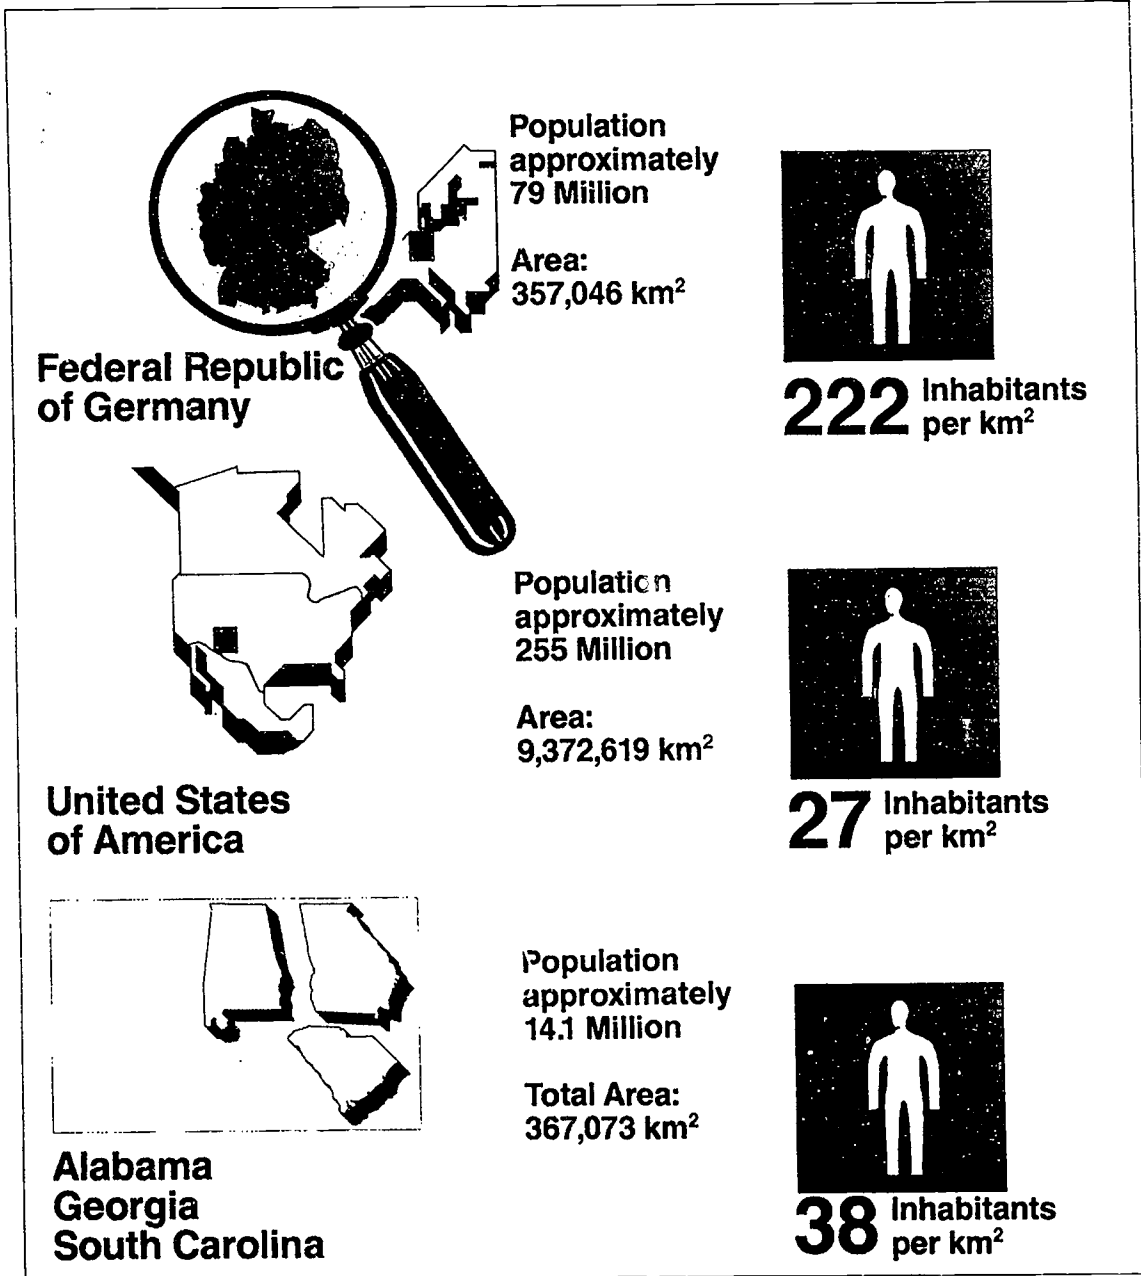 Population
approximately
79 Million
Area:
357,046 km²
Federal Republic
of Germany
222 Inhabitants
per km²
Population
approximately
255 Million
Area:
9,372,619 km²
United States
of America
27 Inhabitants
per km²
Population
approximately
14.1 Million
Total Area:
367,073 km²
Alabama
Georgia
South Carolina
38 Inhabitants
per km²